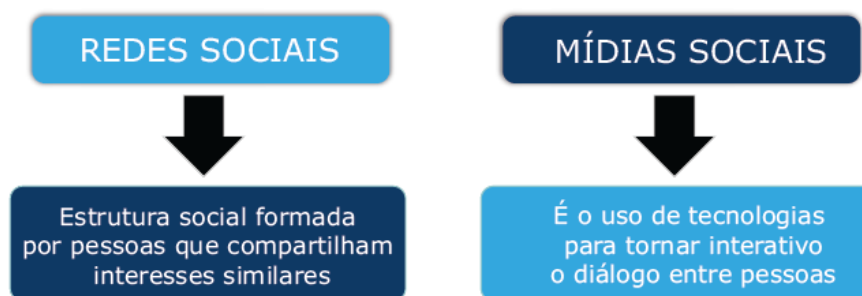 REDES SOCIAIS
Estrutura social formada
por pessoas que compartilham
interesses similares
MÍDIAS SOCIAIS
É o uso de tecnologias
para tornar interativo
o diálogo entre pessoas